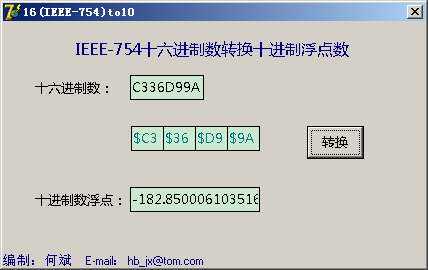 16(IEEE-754)to10
IEEE-754十六进制数转换十进制浮点数
十六进制数： C336D99A
$C3 $36 $D9 $9A 转换
十进制数浮点： -182.850006103516
编制：何斌 E-mail: hb_jx@tom.com